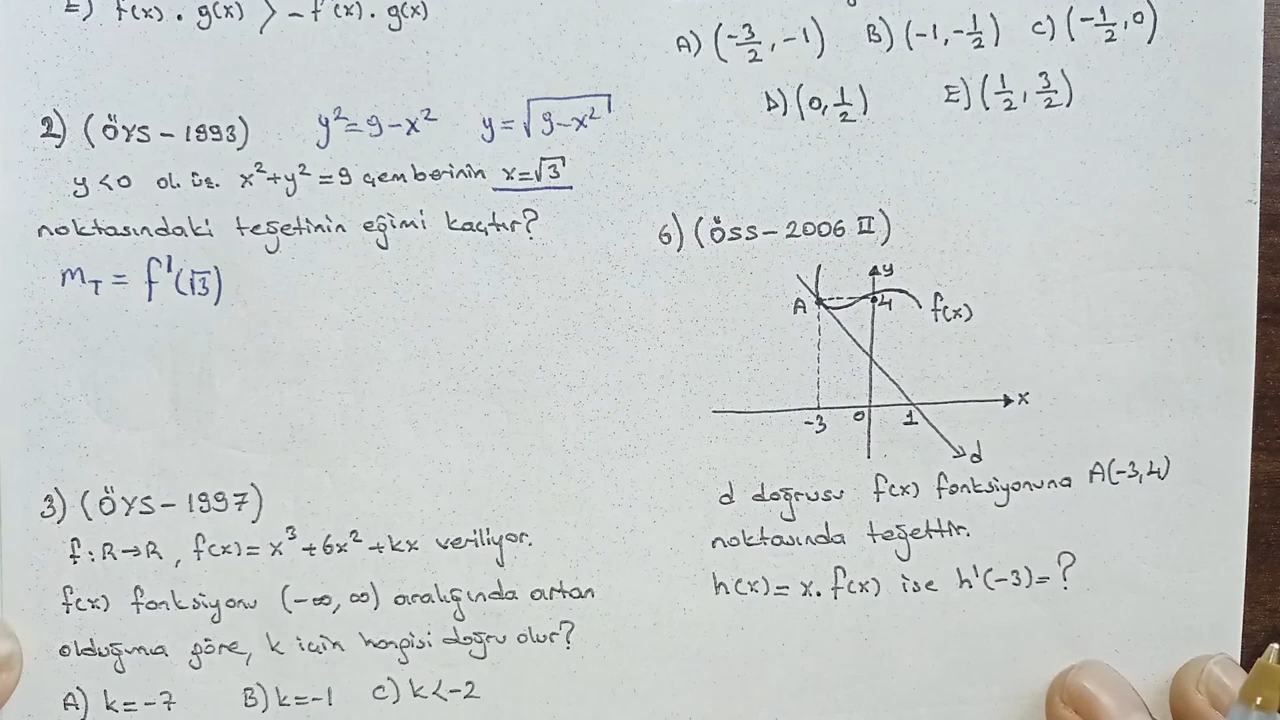 E) f(x) . g(x) > -f'(x) . g(x)
2) (ÖYS-1993) y²=9-x² y=√(9-x²)
y<0 ol. üz. x²+y²=9 çemberinin x=√3
noktasındaki teğetinin eğimi kaçtır?
m_T = f'(√3)
3) (ÖYS-1997)
f:R→R, f(x)=x³+6x²+kx veriliyor.
f(x) fonksiyonu (-∞,∞) aralığında artan
olduğuna göre, k için hangisi doğru olur?
A) k=-7 B) k=-1 C) k<-2
A) (-3/2, -1) B) (-1, -1/2) C) (-1/2, 0)
D) (0, 1/2) E) (1/2, 3/2)
6) (ÖSS-2006 II)
y
A 4 f(x)
x
-3 0 1
d
d doğrusu f(x) fonksiyonuna A(-3,4)
noktasında teğettir.
h(x)=x.f(x) ise h'(-3)=?